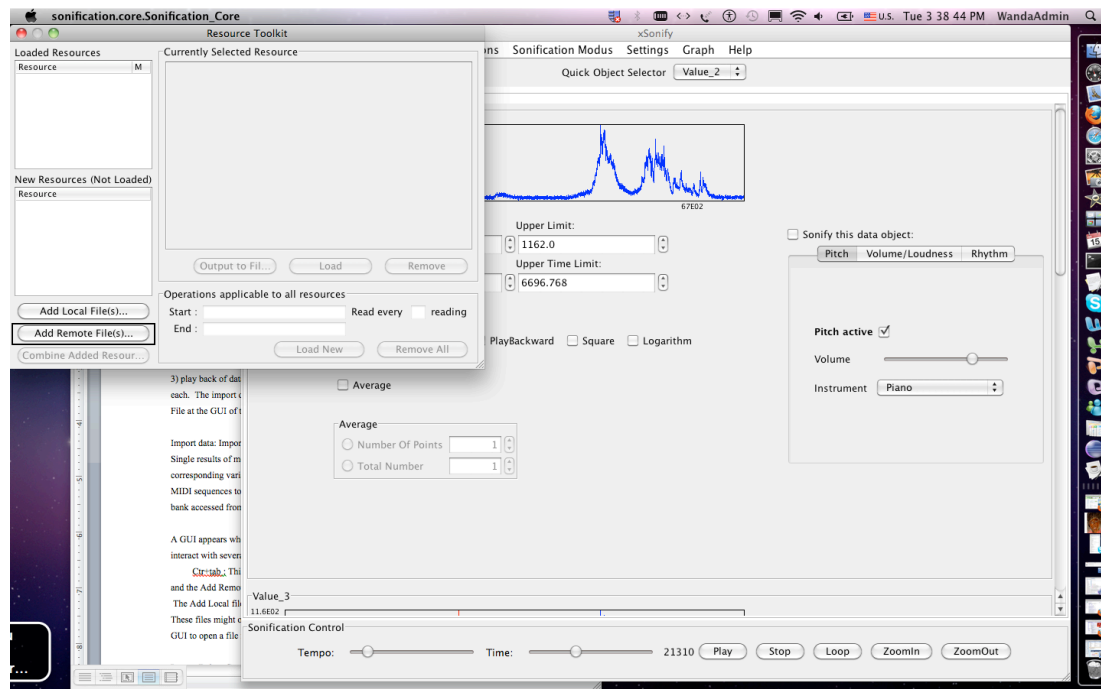 sonification.core.Sonification_Core
U.S. Tue 3 38 44 PM WandaAdmin
Resource Toolkit
Loaded Resources
Resource M
New Resources (Not Loaded)
Resource
Add Local File(s)...
Add Remote File(s)...
Combine Added Resour...)
Currently Selected Resource
Output to Fil...
Load
Remove
Operations applicable to all resources
Start :
Read every
reading
End :
Load New
Remove All
xSonify
ons Sonification Modus Settings Graph Help
Quick Object Selector Value_2
67E02
Upper Limit:
1162.0
Upper Time Limit:
6696.768
PlayBackward Square Logarithm
Average
Average
Number Of Points 1
Total Number 1
Sonify this data object:
Pitch Volume/Loudness Rhythm
Pitch active
Volume
Instrument Piano
Value_3
11.6E02
Sonification Control
Tempo: Time: 21310 Play Stop Loop ZoomIn ZoomOut
3) play back of dat
each. The import c
File at the GUI of t
Import data: Impor
Single results of m
corresponding vari
MIDI sequences to
bank accessed from
A GUI appears wh
interact with sever
Ctr+tab : Thi
and the Add Remo
The Add Local file
These files might o
GUI to open a file
r...
15